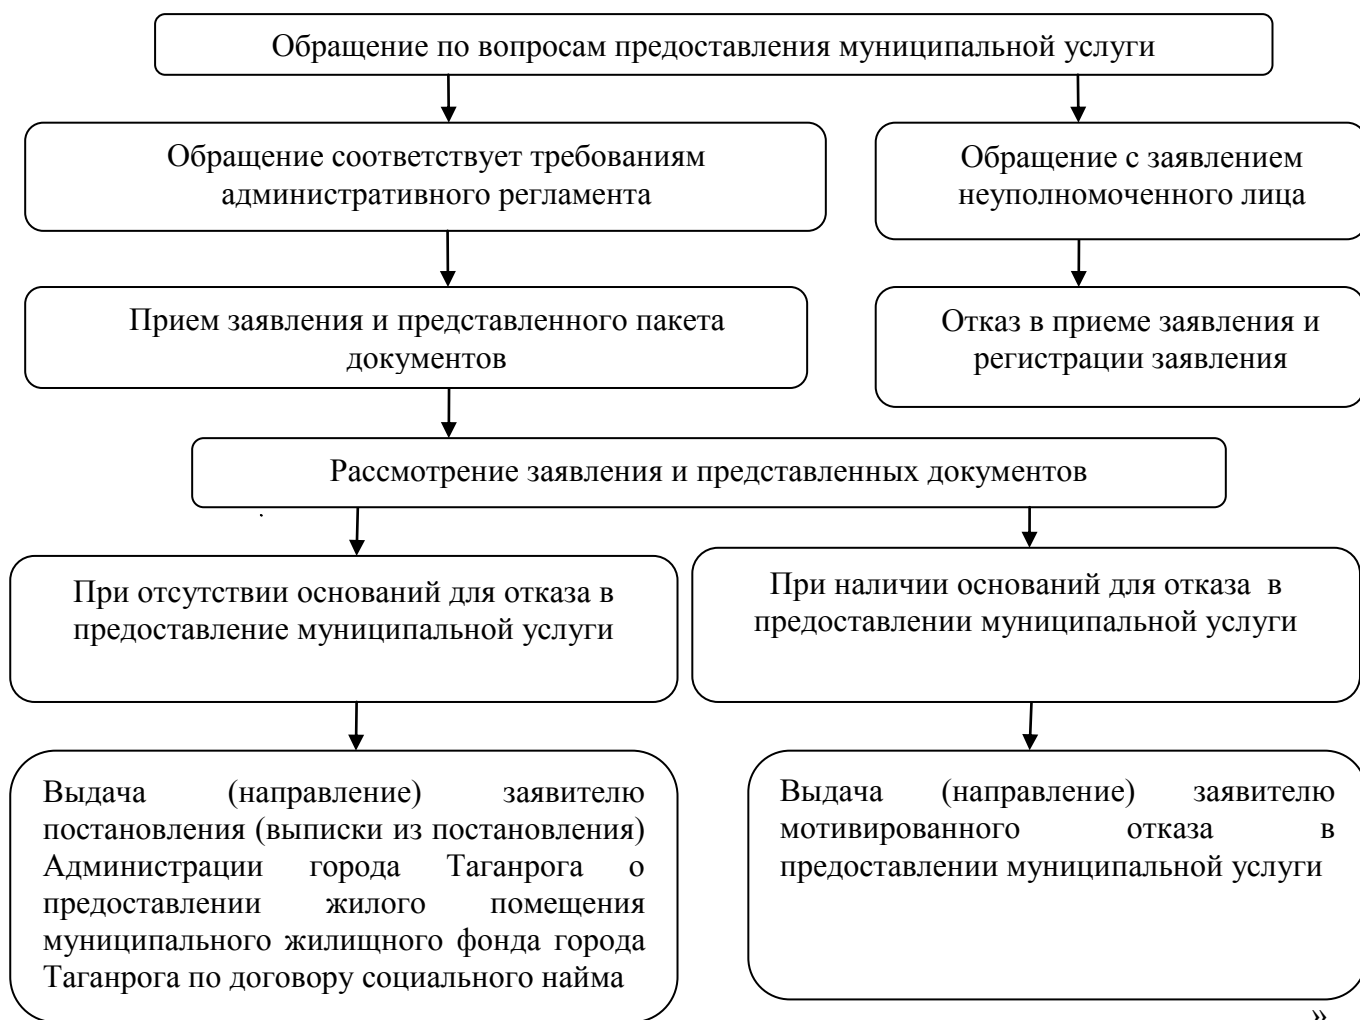 Обращение по вопросам предоставления муниципальной услуги
Обращение соответствует требованиям
административного регламента
Обращение с заявлением
неуполномоченного лица
Прием заявления и представленного пакета
документов
Отказ в приеме заявления и
регистрации заявления
Рассмотрение заявления и представленных документов
При отсутствии оснований для отказа в
предоставление муниципальной услуги
При наличии оснований для отказа в
предоставлении муниципальной услуги
Выдача (направление) заявителю
постановления (выписки из постановления)
Администрации города Таганрога о
предоставлении жилого помещения
муниципального жилищного фонда города
Таганрога по договору социального найма
Выдача (направление) заявителю
мотивированного отказа в
предоставлении муниципальной услуги
»